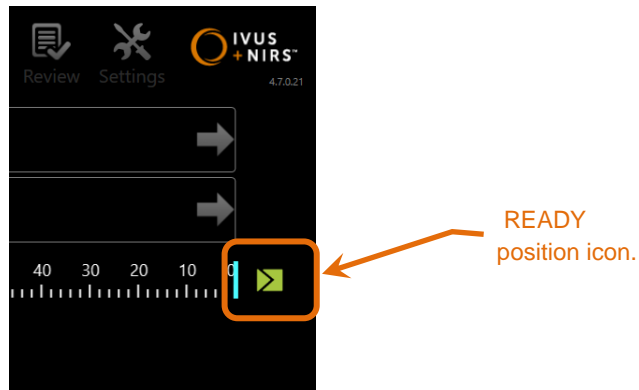 IVUS
+NIRS™
Review Settings
4.7.0.21
READY
position icon.
40 30 20 10 0